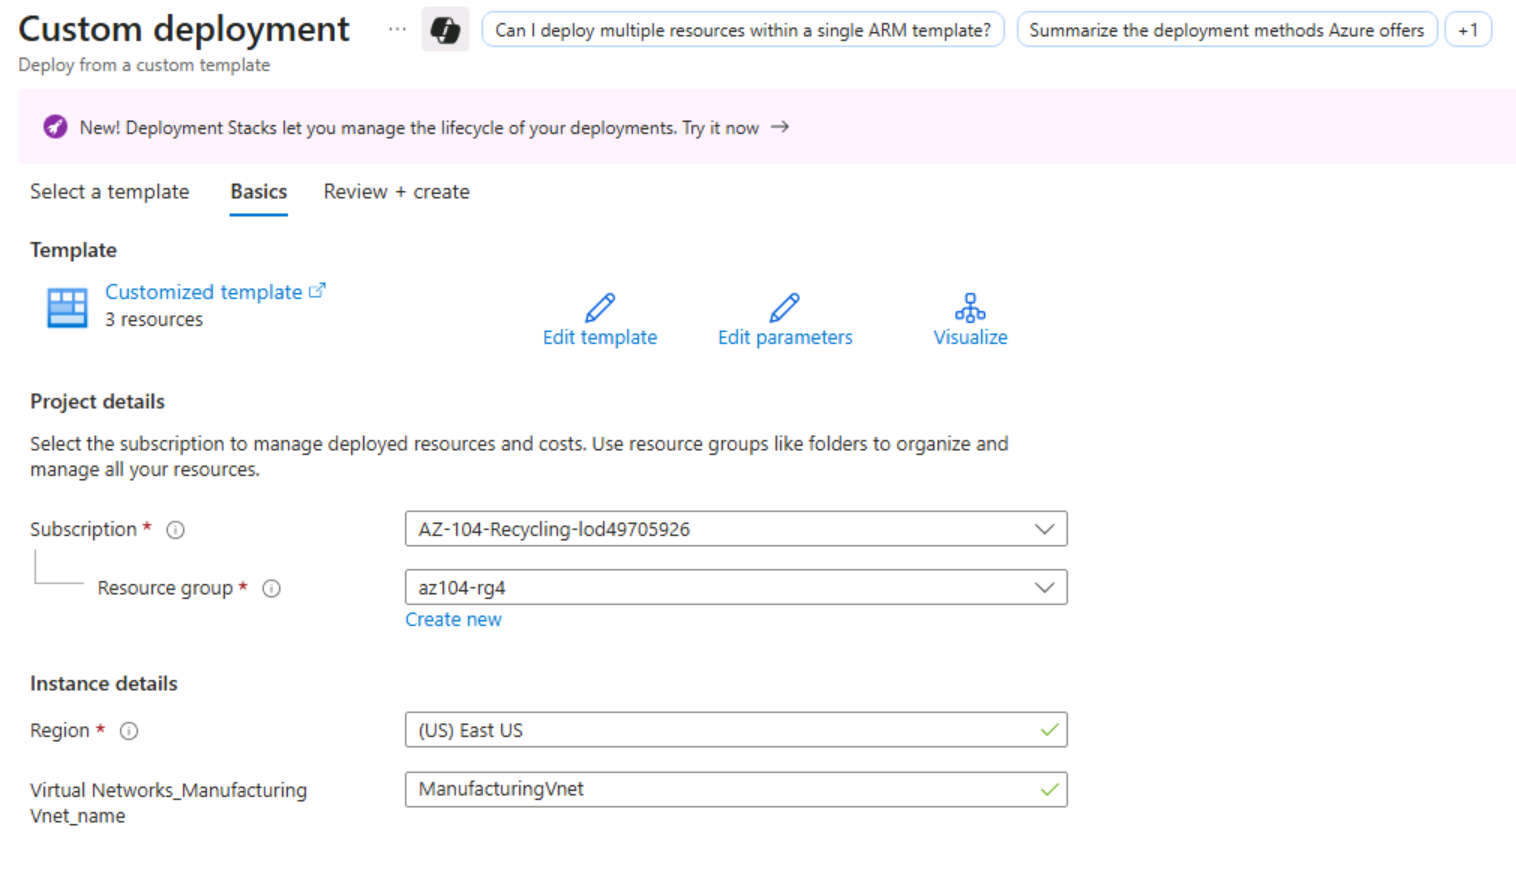 Custom deployment
Can I deploy multiple resources within a single ARM template?
Summarize the deployment methods Azure offers
+1
Deploy from a custom template
New! Deployment Stacks let you manage the lifecycle of your deployments. Try it now →
Select a template
Basics
Review + create
Template
Customized template
3 resources
Edit template
Edit parameters
Visualize
Project details
Select the subscription to manage deployed resources and costs. Use resource groups like folders to organize and
manage all your resources.
Subscription *
AZ-104-Recycling-lod49705926
Resource group *
az104-rg4
Create new
Instance details
Region *
(US) East US
Virtual Networks_Manufacturing
Vnet_name
ManufacturingVnet